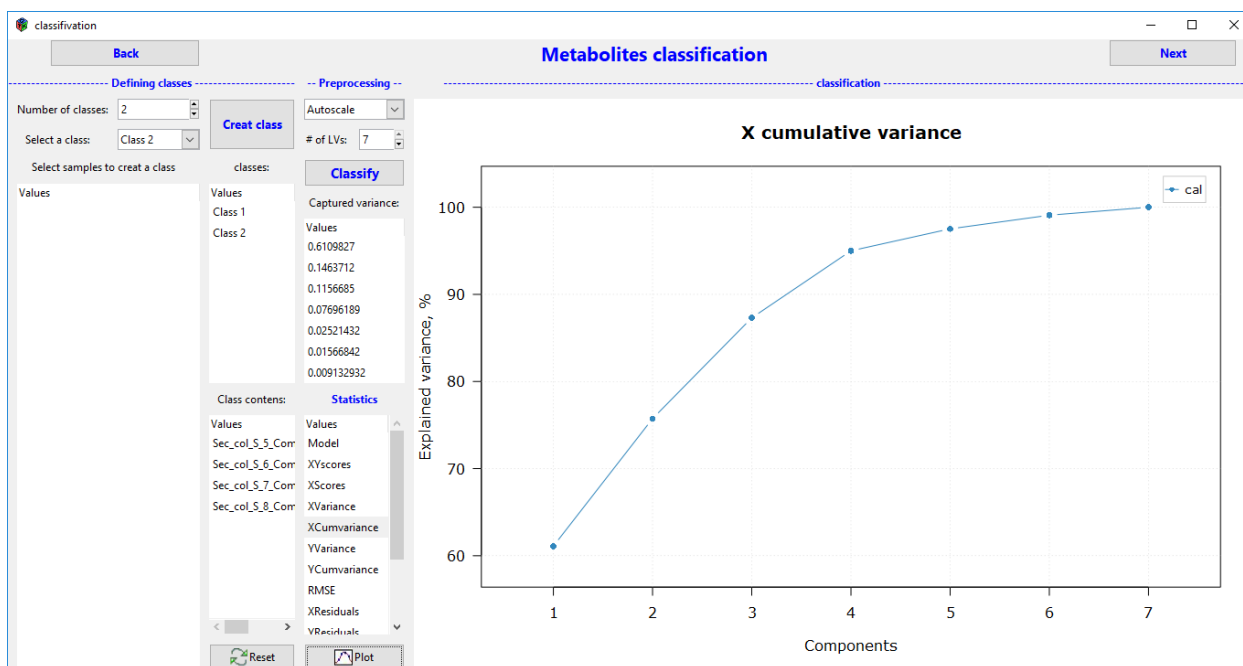 classifivation
Back
Metabolites classification
Next
Defining classes
Preprocessing
classification
Number of classes: 2
Creat class
Autoscale
Select a class: Class 2
# of LVs: 7
Select samples to creat a class
classes:
Classify
Values
Values
Class 1
Class 2
Captured variance:
Values
0.6109827
0.1463712
0.1156685
0.07696189
0.02521432
0.01566842
0.009132932
Class contens:
Values
Sec_col_S_5_Com
Sec_col_S_6_Com
Sec_col_S_7_Com
Sec_col_S_8_Com
Statistics
Values
Model
XYscores
XScores
XVariance
XCumvariance
YVariance
YCumvariance
RMSE
XResiduals
YResiduals
Reset
Plot
X cumulative variance
cal
Explained variance, %
100
90
80
70
60
1 2 3 4 5 6 7
Components